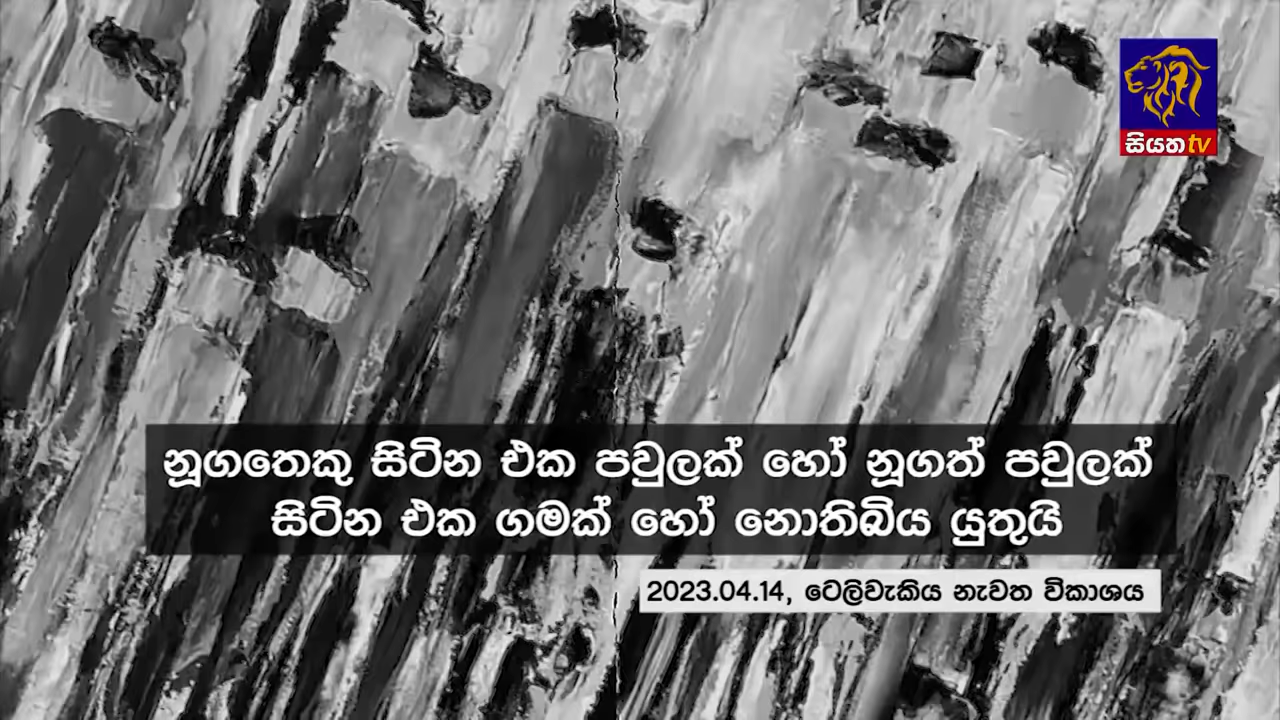 සියත tv
නූගතෙකු සිටින එක පවුලක් හෝ නූගත් පවුලක්
සිටින එක ගමක් හෝ නොතිබිය යුතුයි
2023.04.14, ටෙලිවැකිය නැවත විකාශය